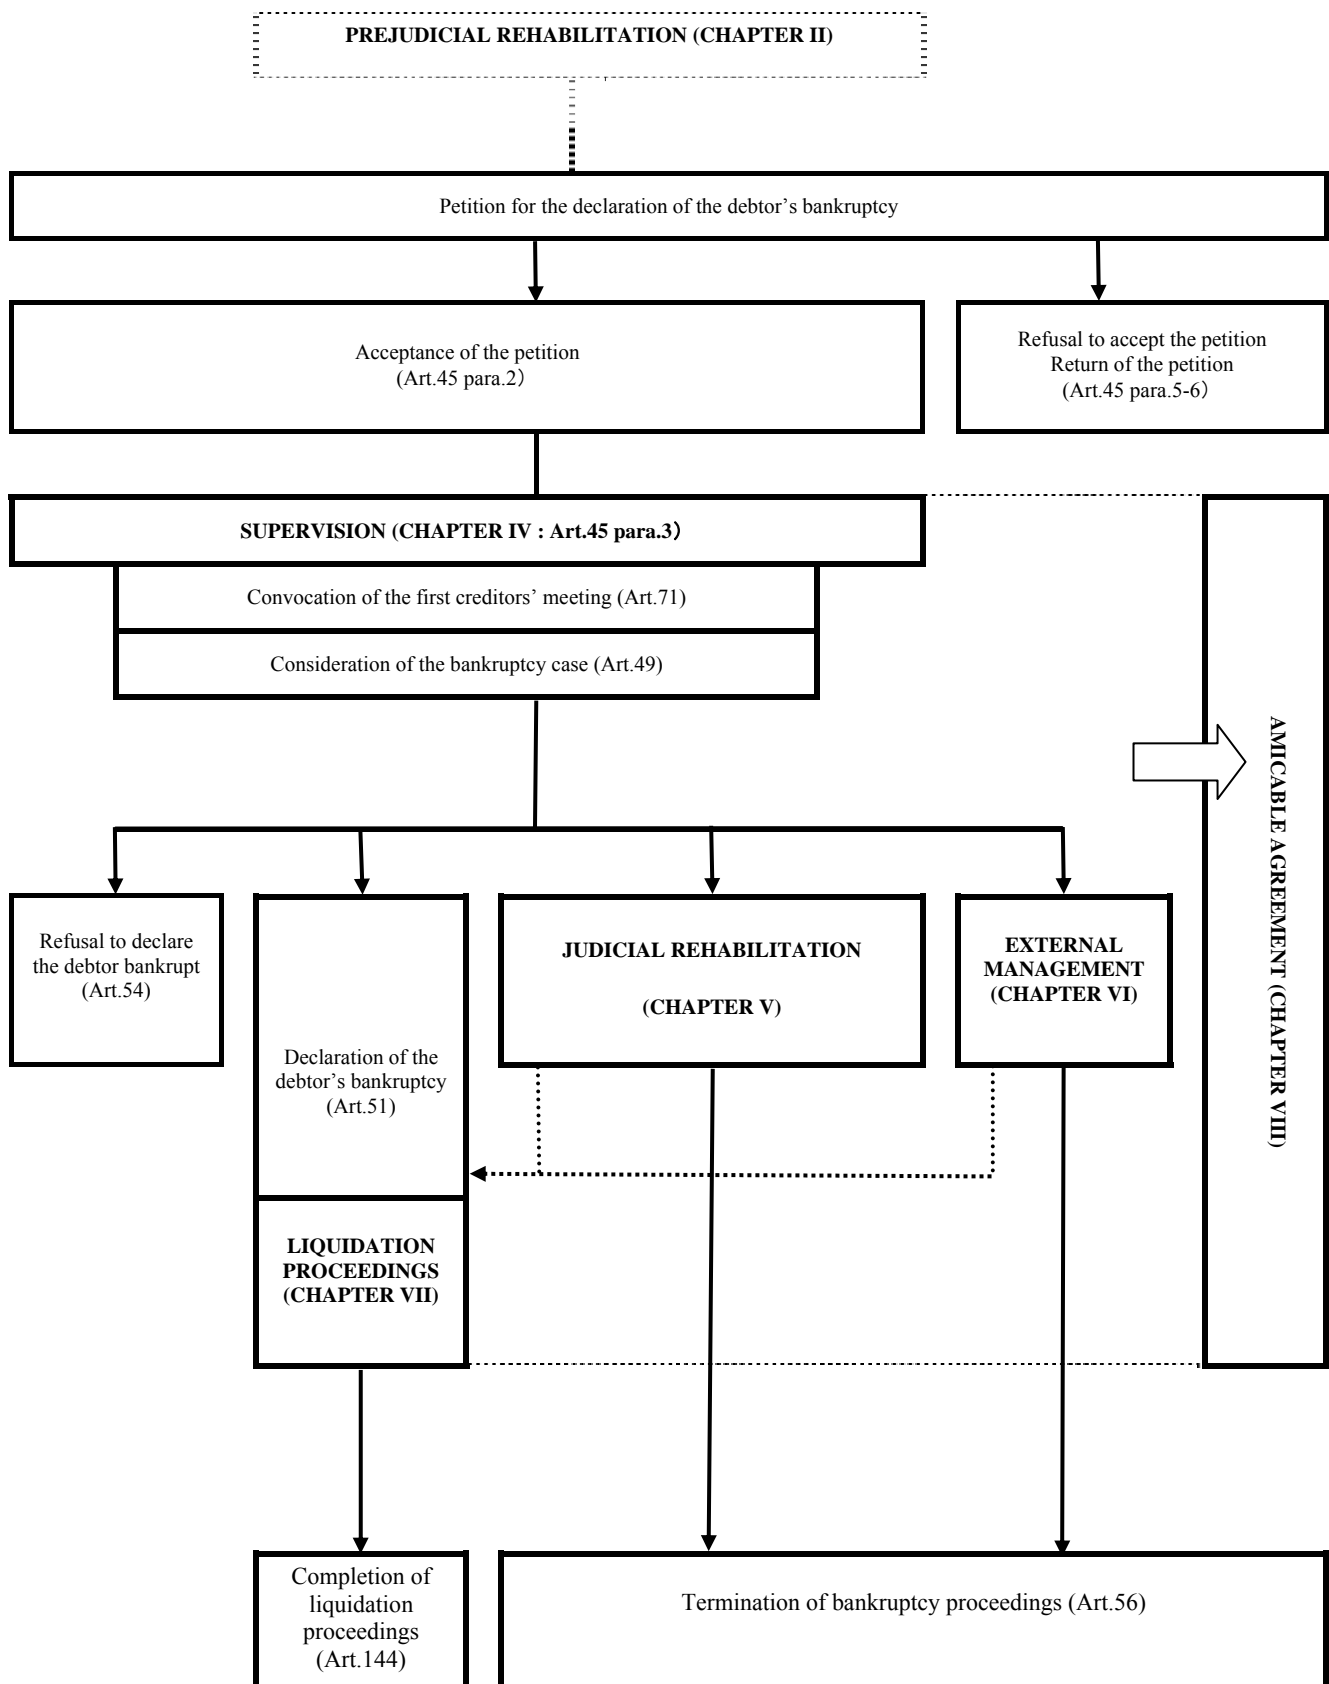 PREJUDICIAL REHABILITATION (CHAPTER II)
Petition for the declaration of the debtor’s bankruptcy
Acceptance of the petition
(Art.45 para.2）
Refusal to accept the petition
Return of the petition
(Art.45 para.5-6）
SUPERVISION (CHAPTER IV : Art.45 para.3）
Convocation of the first creditors’ meeting (Art.71)
Consideration of the bankruptcy case (Art.49)
AMICABLE AGREEMENT (CHAPTER VIII)
Refusal to declare
the debtor bankrupt
(Art.54)
Declaration of the
debtor’s bankruptcy
(Art.51)
JUDICIAL REHABILITATION
(CHAPTER V)
EXTERNAL
MANAGEMENT
(CHAPTER VI)
LIQUIDATION
PROCEEDINGS
(CHAPTER VII)
Completion of
liquidation
proceedings
(Art.144)
Termination of bankruptcy proceedings (Art.56)